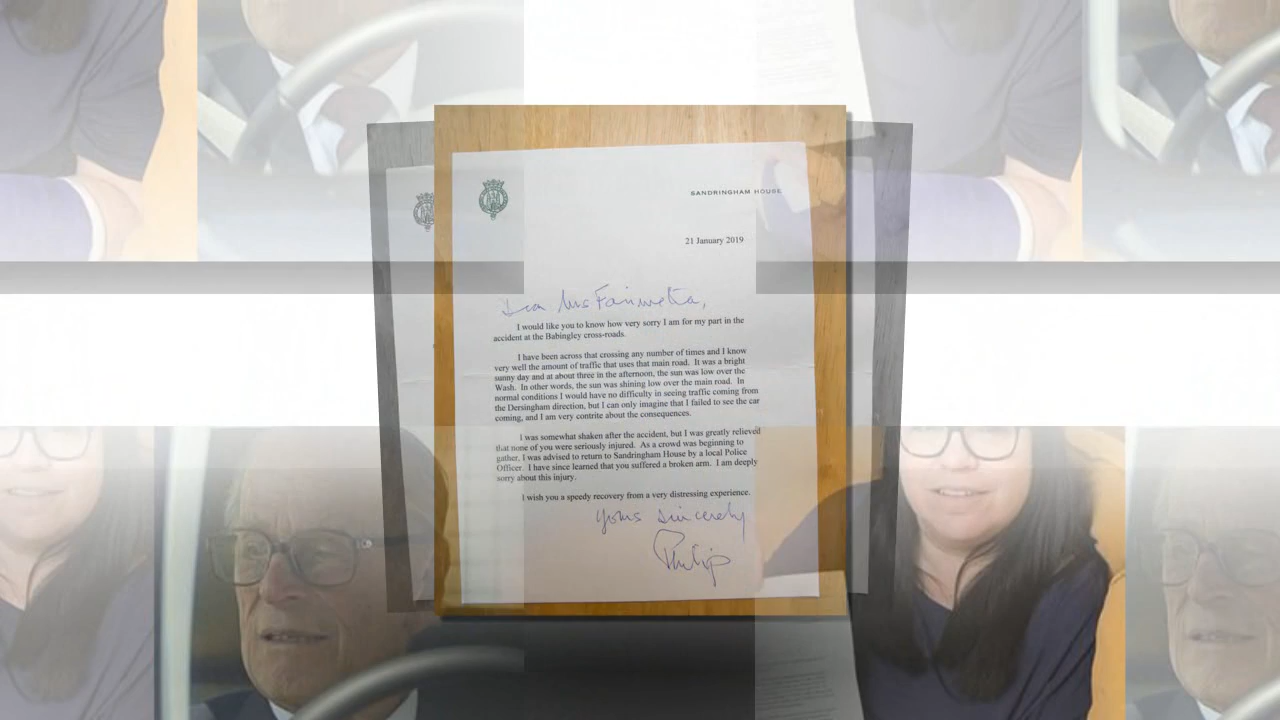 SANDRINGHAM HOUSE
21 January 2019
Dear Mrs Fairweather,
I would like you to know how very sorry I am for my part in the
accident at the Babingley cross-roads.
I have been across that crossing any number of times and I know
very well the amount of traffic that uses that main road. It was a bright
sunny day and at about three in the afternoon, the sun was low over the
Wash. In other words, the sun was shining low over the main road. In
normal conditions I would have no difficulty in seeing traffic coming from
the Dersingham direction, but I can only imagine that I failed to see the car
coming, and I am very contrite about the consequences.
I was somewhat shaken after the accident, but I was greatly relieved
that none of you were seriously injured. As a crowd was beginning to
gather, I was advised to return to Sandringham House by a local Police
Officer. I have since learned that you suffered a broken arm. I am deeply
sorry about this injury.
I wish you a speedy recovery from a very distressing experience.
Yours sincerely
Philip